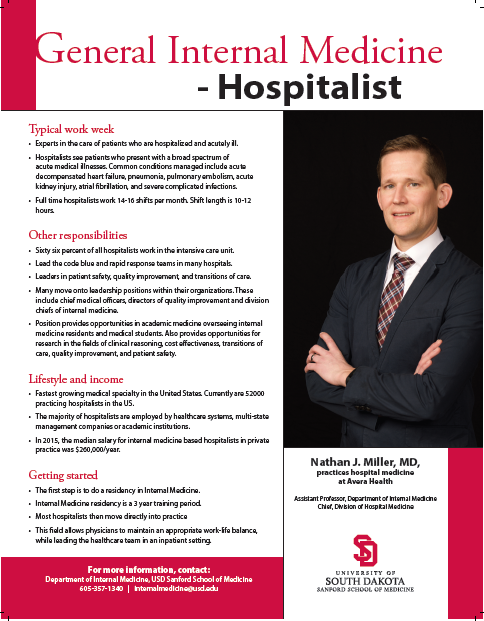 General Internal Medicine
- Hospitalist
Typical work week
• Experts in the care of patients who are hospitalized and acutely ill.
• Hospitalists see patients who present with a broad spectrum of
acute medical illnesses. Common conditions managed include acute
decompensated heart failure, pneumonia, pulmonary embolism, acute
kidney injury, atrial fibrillation, and severe complicated infections.
• Full time hospitalists work 14-16 shifts per month. Shift length is 10-12
hours.
Other responsibilities
• Sixty six percent of all hospitalists work in the intensive care unit.
• Lead the code blue and rapid response teams in many hospitals.
• Leaders in patient safety, quality improvement, and transitions of care.
• Many move onto leadership positions within their organizations. These
include chief medical officers, directors of quality improvement and division
chiefs of internal medicine.
• Position provides opportunities in academic medicine overseeing internal
medicine residents and medical students. Also provides opportunities for
research in the fields of clinical reasoning, cost effectiveness, transitions of
care, quality improvement, and patient safety.
Lifestyle and income
• Fastest growing medical specialty in the United States. Currently are 52000
practicing hospitalists in the US.
• The majority of hospitalists are employed by healthcare systems, multi-state
management companies or academic institutions.
• In 2015, the median salary for internal medicine based hospitalists in private
practice was $260,000/year.
Getting started
• The first step is to do a residency in Internal Medicine.
• Internal Medicine residency is a 3 year training period.
• Most hospitalists then move directly into practice
• This field allows physicians to maintain an appropriate work-life balance,
while leading the healthcare team in an inpatient setting.
For more information, contact:
Department of Internal Medicine, USD Sanford School of Medicine
605-357-1340 | internalmedicine@usd.edu
Nathan J. Miller, MD,
practices hospital medicine
at Avera Health
Assistant Professor, Department of Internal Medicine
Chief, Division of Hospital Medicine
SD
UNIVERSITY OF
SOUTH DAKOTA
SANFORD SCHOOL OF MEDICINE